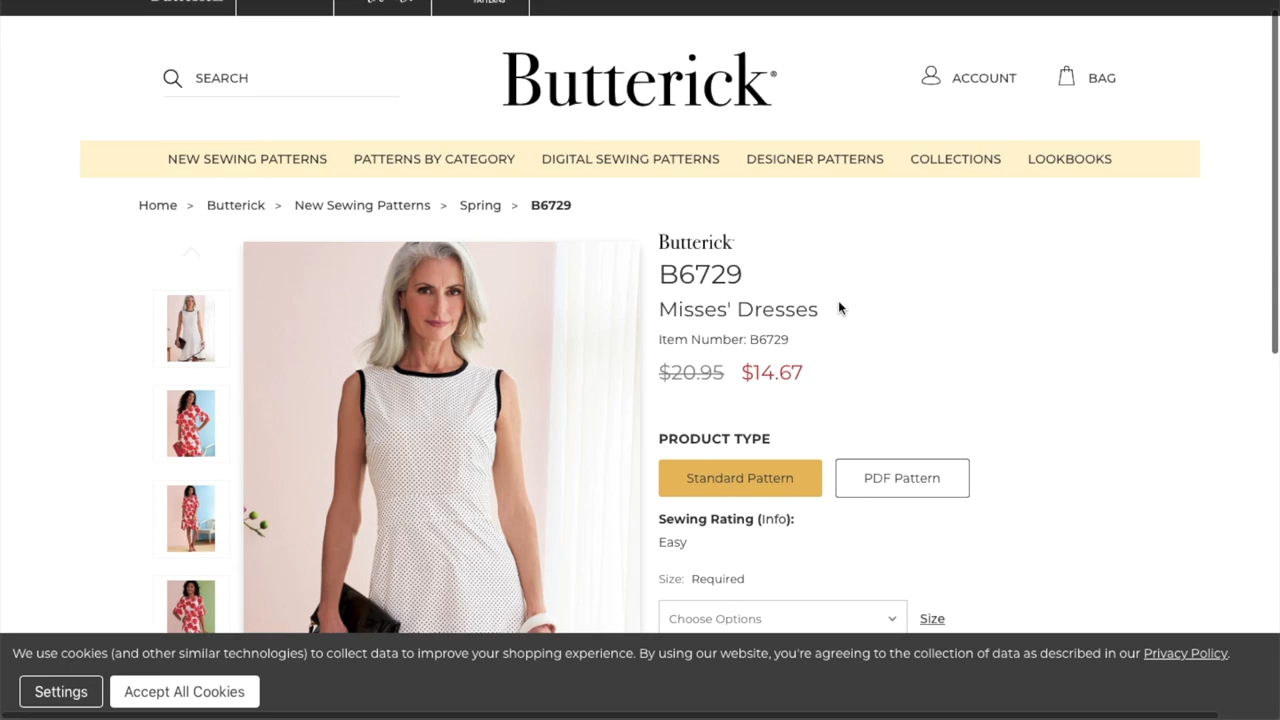 PATTERNS
SEARCH
Butterick
ACCOUNT
BAG
NEW SEWING PATTERNS
PATTERNS BY CATEGORY
DIGITAL SEWING PATTERNS
DESIGNER PATTERNS
COLLECTIONS
LOOKBOOKS
Home > Butterick > New Sewing Patterns > Spring > B6729
Butterick
B6729
Misses' Dresses
Item Number: B6729
$20.95 $14.67
PRODUCT TYPE
Standard Pattern
PDF Pattern
Sewing Rating (Info):
Easy
Size: Required
Choose Options
Size
We use cookies (and other similar technologies) to collect data to improve your shopping experience. By using our website, you're agreeing to the collection of data as described in our Privacy Policy.
Settings
Accept All Cookies